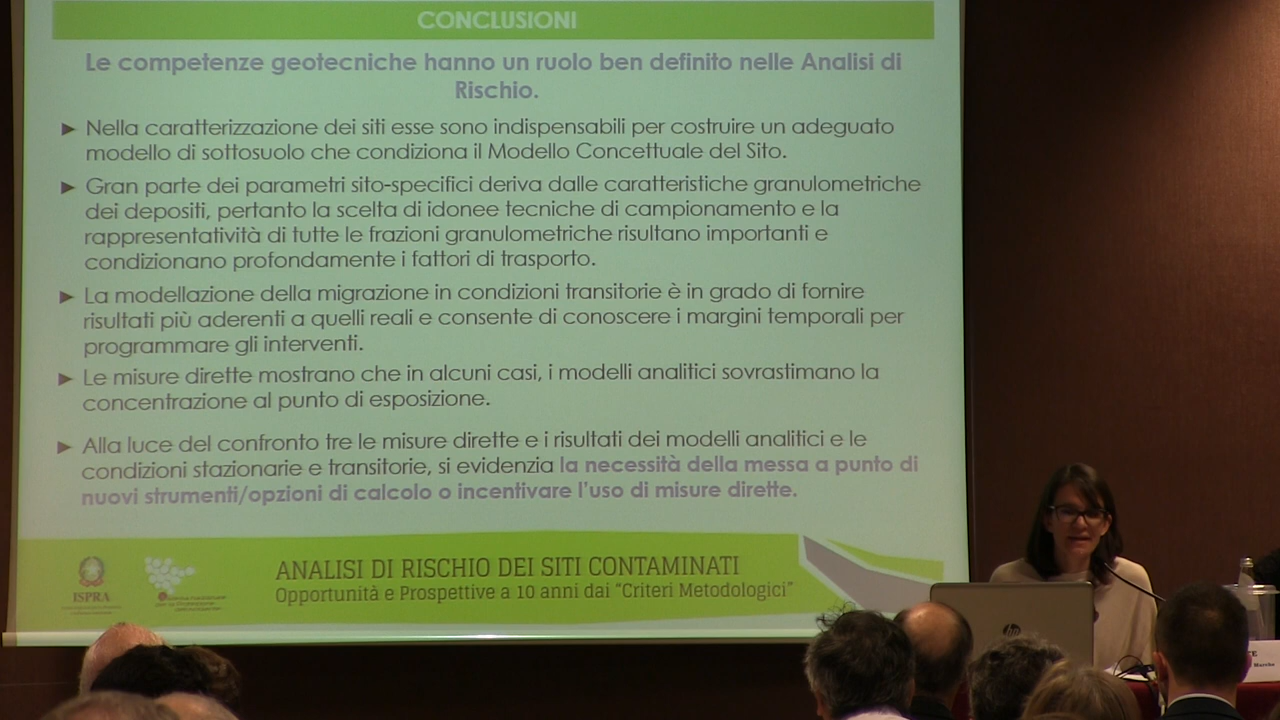 CONCLUSIONI
Le competenze geotecniche hanno un ruolo ben definito nelle Analisi di
Rischio.
► Nella caratterizzazione dei siti esse sono indispensabili per costruire un adeguato
modello di sottosuolo che condiziona il Modello Concettuale del Sito.
► Gran parte dei parametri sito-specifici deriva dalle caratteristiche granulometriche
dei depositi, pertanto la scelta di idonee tecniche di campionamento e la
rappresentatività di tutte le frazioni granulometriche risultano importanti e
condizionano profondamente i fattori di trasporto.
► La modellazione della migrazione in condizioni transitorie è in grado di fornire
risultati più aderenti a quelli reali e consente di conoscere i margini temporali per
programmare gli interventi.
► Le misure dirette mostrano che in alcuni casi, i modelli analitici sovrastimano la
concentrazione al punto di esposizione.
► Alla luce del confronto tre le misure dirette e i risultati dei modelli analitici e le
condizioni stazionarie e transitorie, si evidenzia la necessità della messa a punto di
nuovi strumenti/opzioni di calcolo o incentivare l'uso di misure dirette.
ANALISI DI RISCHIO DEI SITI CONTAMINATI
Opportunità e Prospettive a 10 anni dai "Criteri Metodologici"
ISPRA
hp
Marche